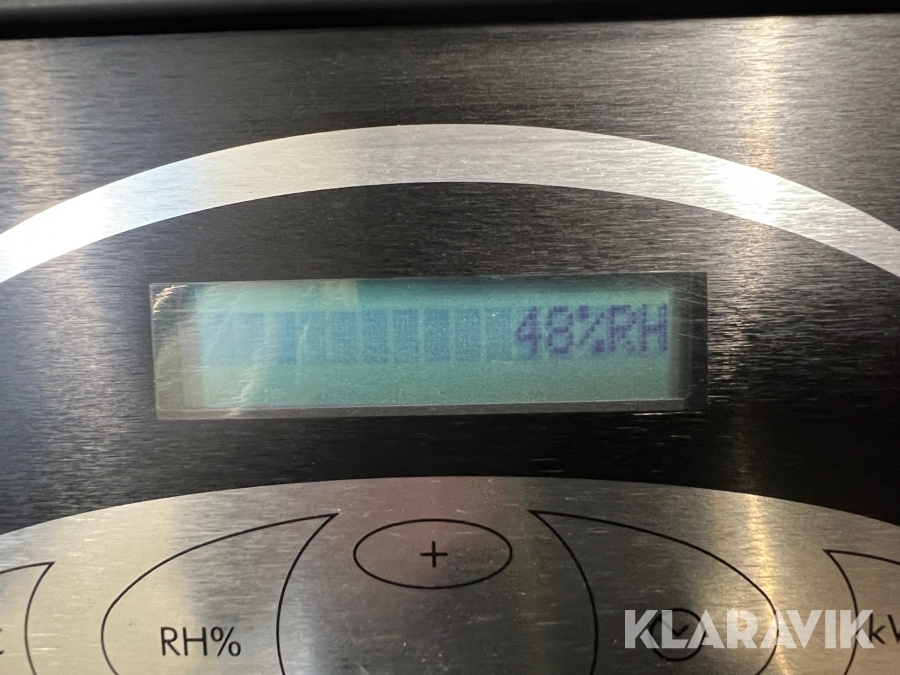 48%RH
+
RH%
KLARAVIK